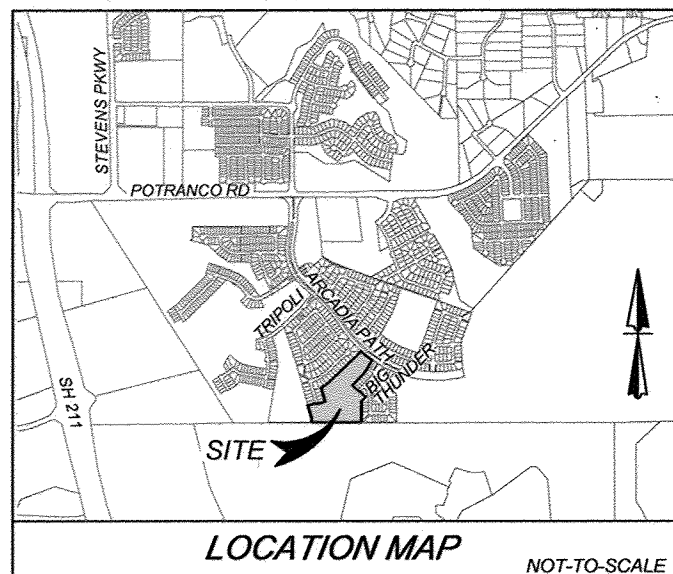 STEVENS PKWY
POTRANCO RD
ARCADIA PATH
TRIPOLI
BIG
THUNDER
SH 211
SITE
LOCATION MAP
NOT-TO-SCALE